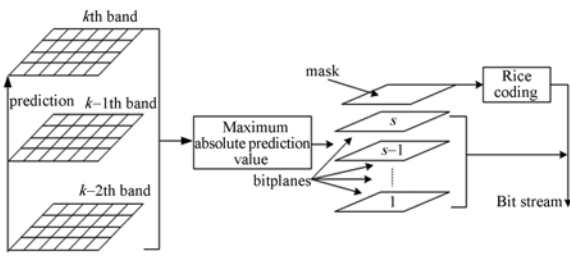 kth band
prediction
k–1th band
k–2th band
Maximum
absolute prediction
value
mask
bitplanes
s
s–1
1
Rice
coding
Bit stream